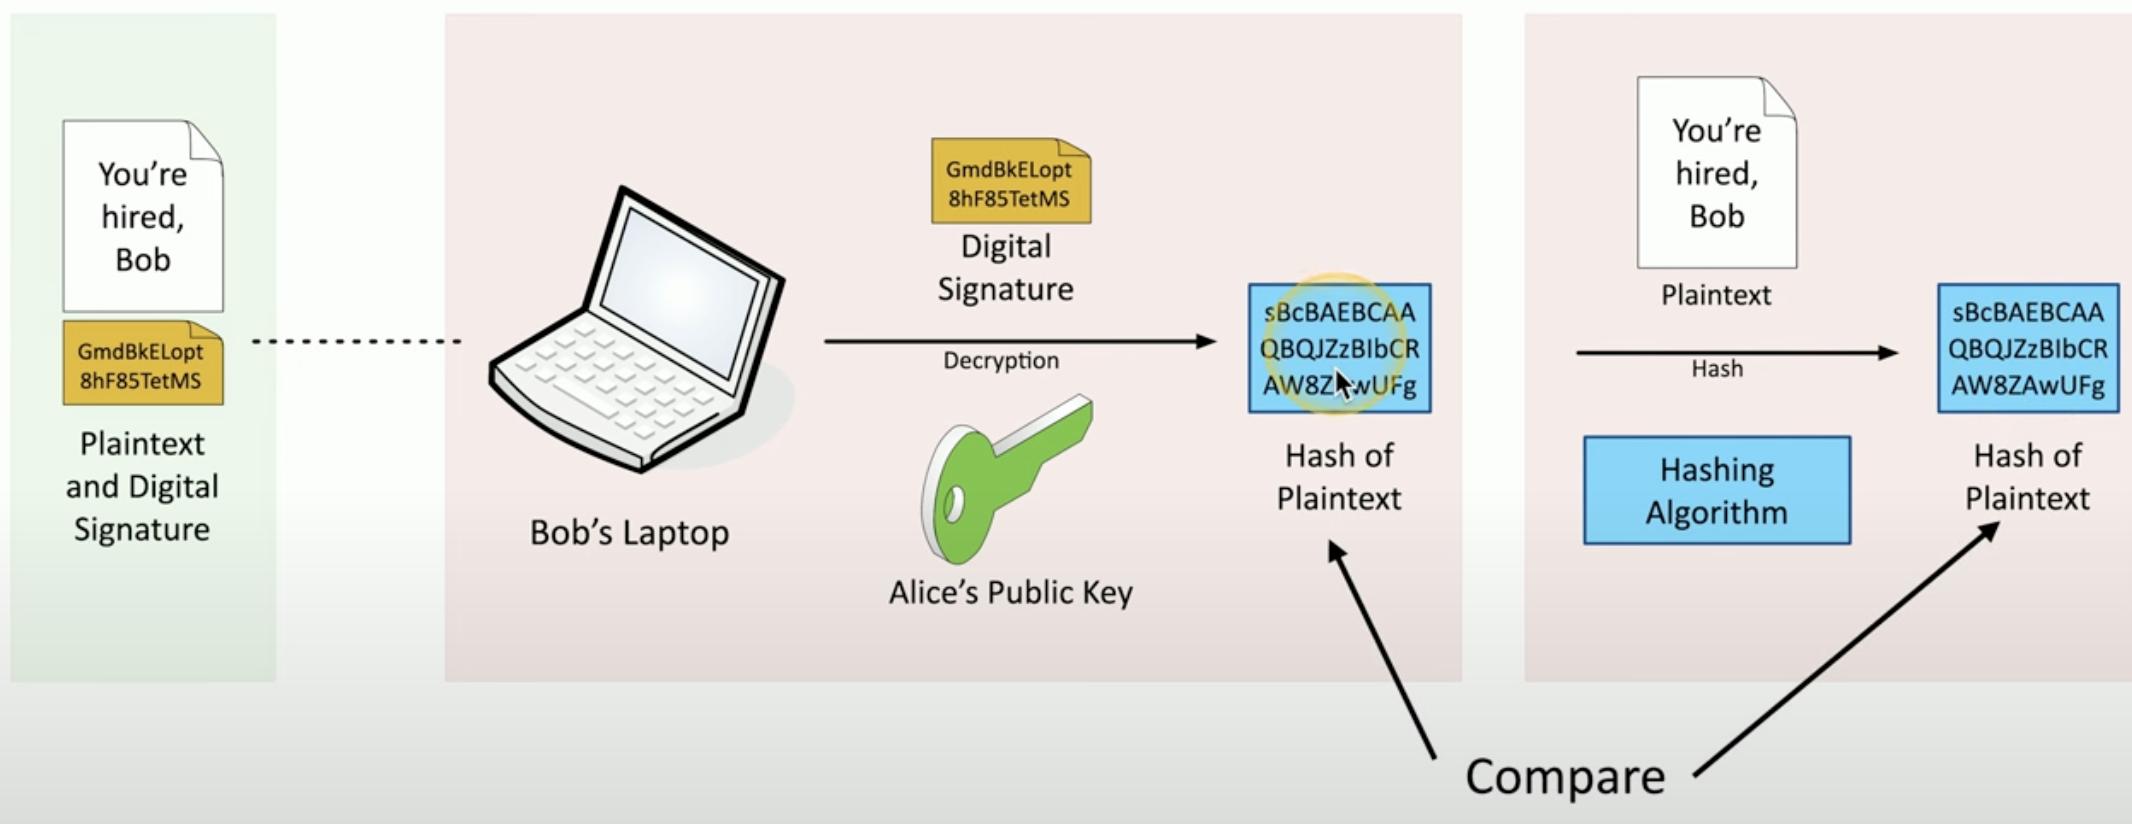 You're
hired,
Bob
GmdBkELopt
8hF85TetMS
Plaintext
and Digital
Signature
Bob's Laptop
GmdBkELopt
8hF85TetMS
Digital
Signature
Decryption
Alice's Public Key
sBcBAEBCAA
QBQJZzBIbCR
AW8ZAwUFg
Hash of
Plaintext
You're
hired,
Bob
Plaintext
Hash
Hashing
Algorithm
sBcBAEBCAA
QBQJZzBIbCR
AW8ZAwUFg
Hash of
Plaintext
Compare